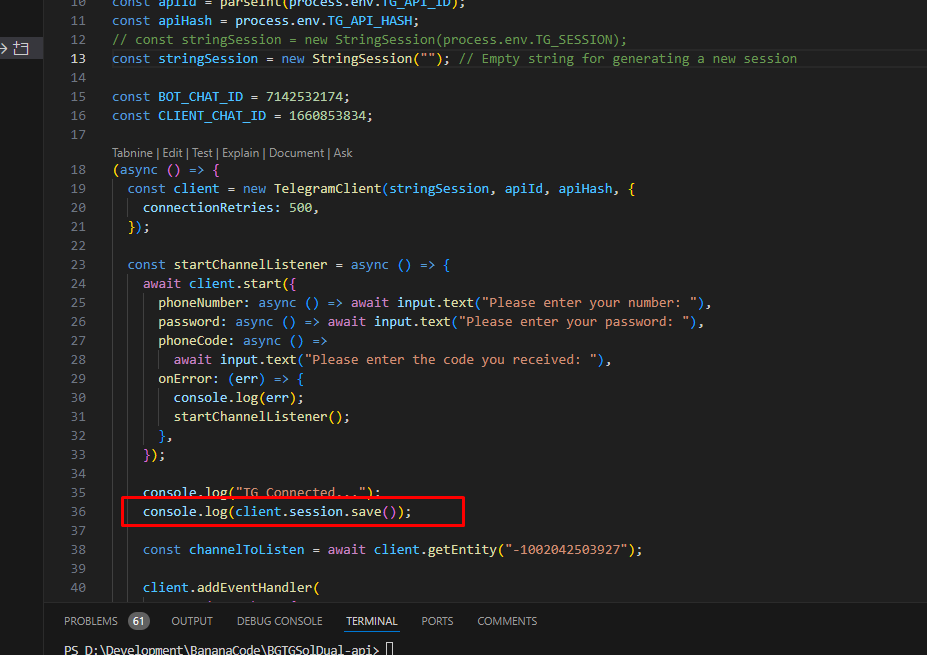 10 const apiId = parseInt(process.env.TG_API_ID);
11 const apiHash = process.env.TG_API_HASH;
12 // const stringSession = new StringSession(process.env.TG_SESSION);
13 const stringSession = new StringSession(""); // Empty string for generating a new session
14
15 const BOT_CHAT_ID = 7142532174;
16 const CLIENT_CHAT_ID = 1660853834;
17
Tabnine | Edit | Test | Explain | Document | Ask
18 (async () => {
19 const client = new TelegramClient(stringSession, apiId, apiHash, {
20 connectionRetries: 500,
21 });
22
23 const startChannelListener = async () => {
24 await client.start({
25 phoneNumber: async () => await input.text("Please enter your number: "),
26 password: async () => await input.text("Please enter your password: "),
27 phoneCode: async () =>
28 await input.text("Please enter the code you received: "),
29 onError: (err) => {
30 console.log(err);
31 startChannelListener();
32 },
33 });
34
35 console.log("TG Connected...");
36 console.log(client.session.save());
37
38 const channelToListen = await client.getEntity("-1002042503927");
39
40 client.addEventHandler(
PROBLEMS 61 OUTPUT DEBUG CONSOLE TERMINAL PORTS COMMENTS
PS D:\Development\BananaCode\BGTGSolDual-api>